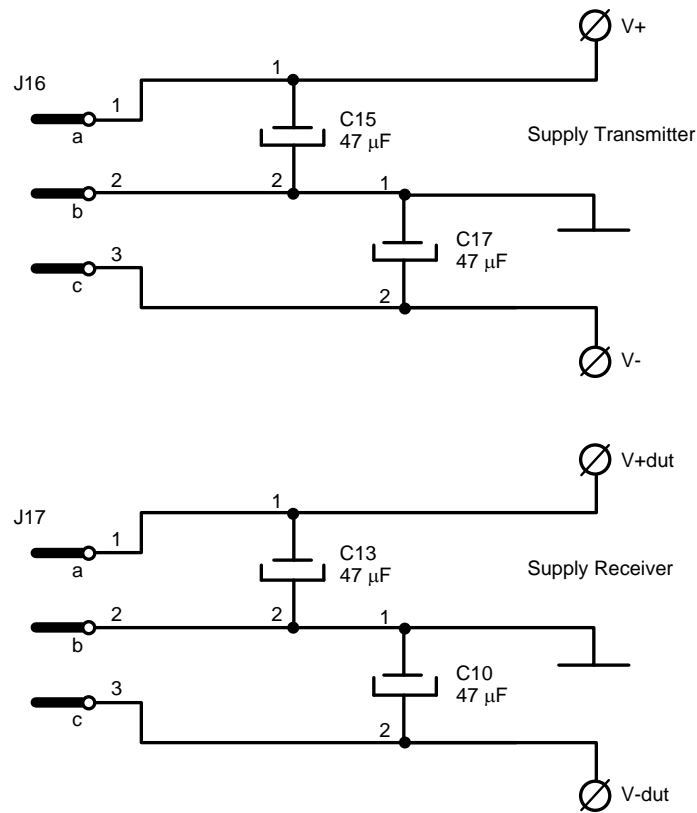 V+
1
J16
1
C15
47 µF
Supply Transmitter
a
2
2
1
b
C17
47 µF
3
c
2
V-
V+dut
1
J17
1
C13
47 µF
Supply Receiver
a
2
2
1
b
C10
47 µF
3
c
2
V-dut